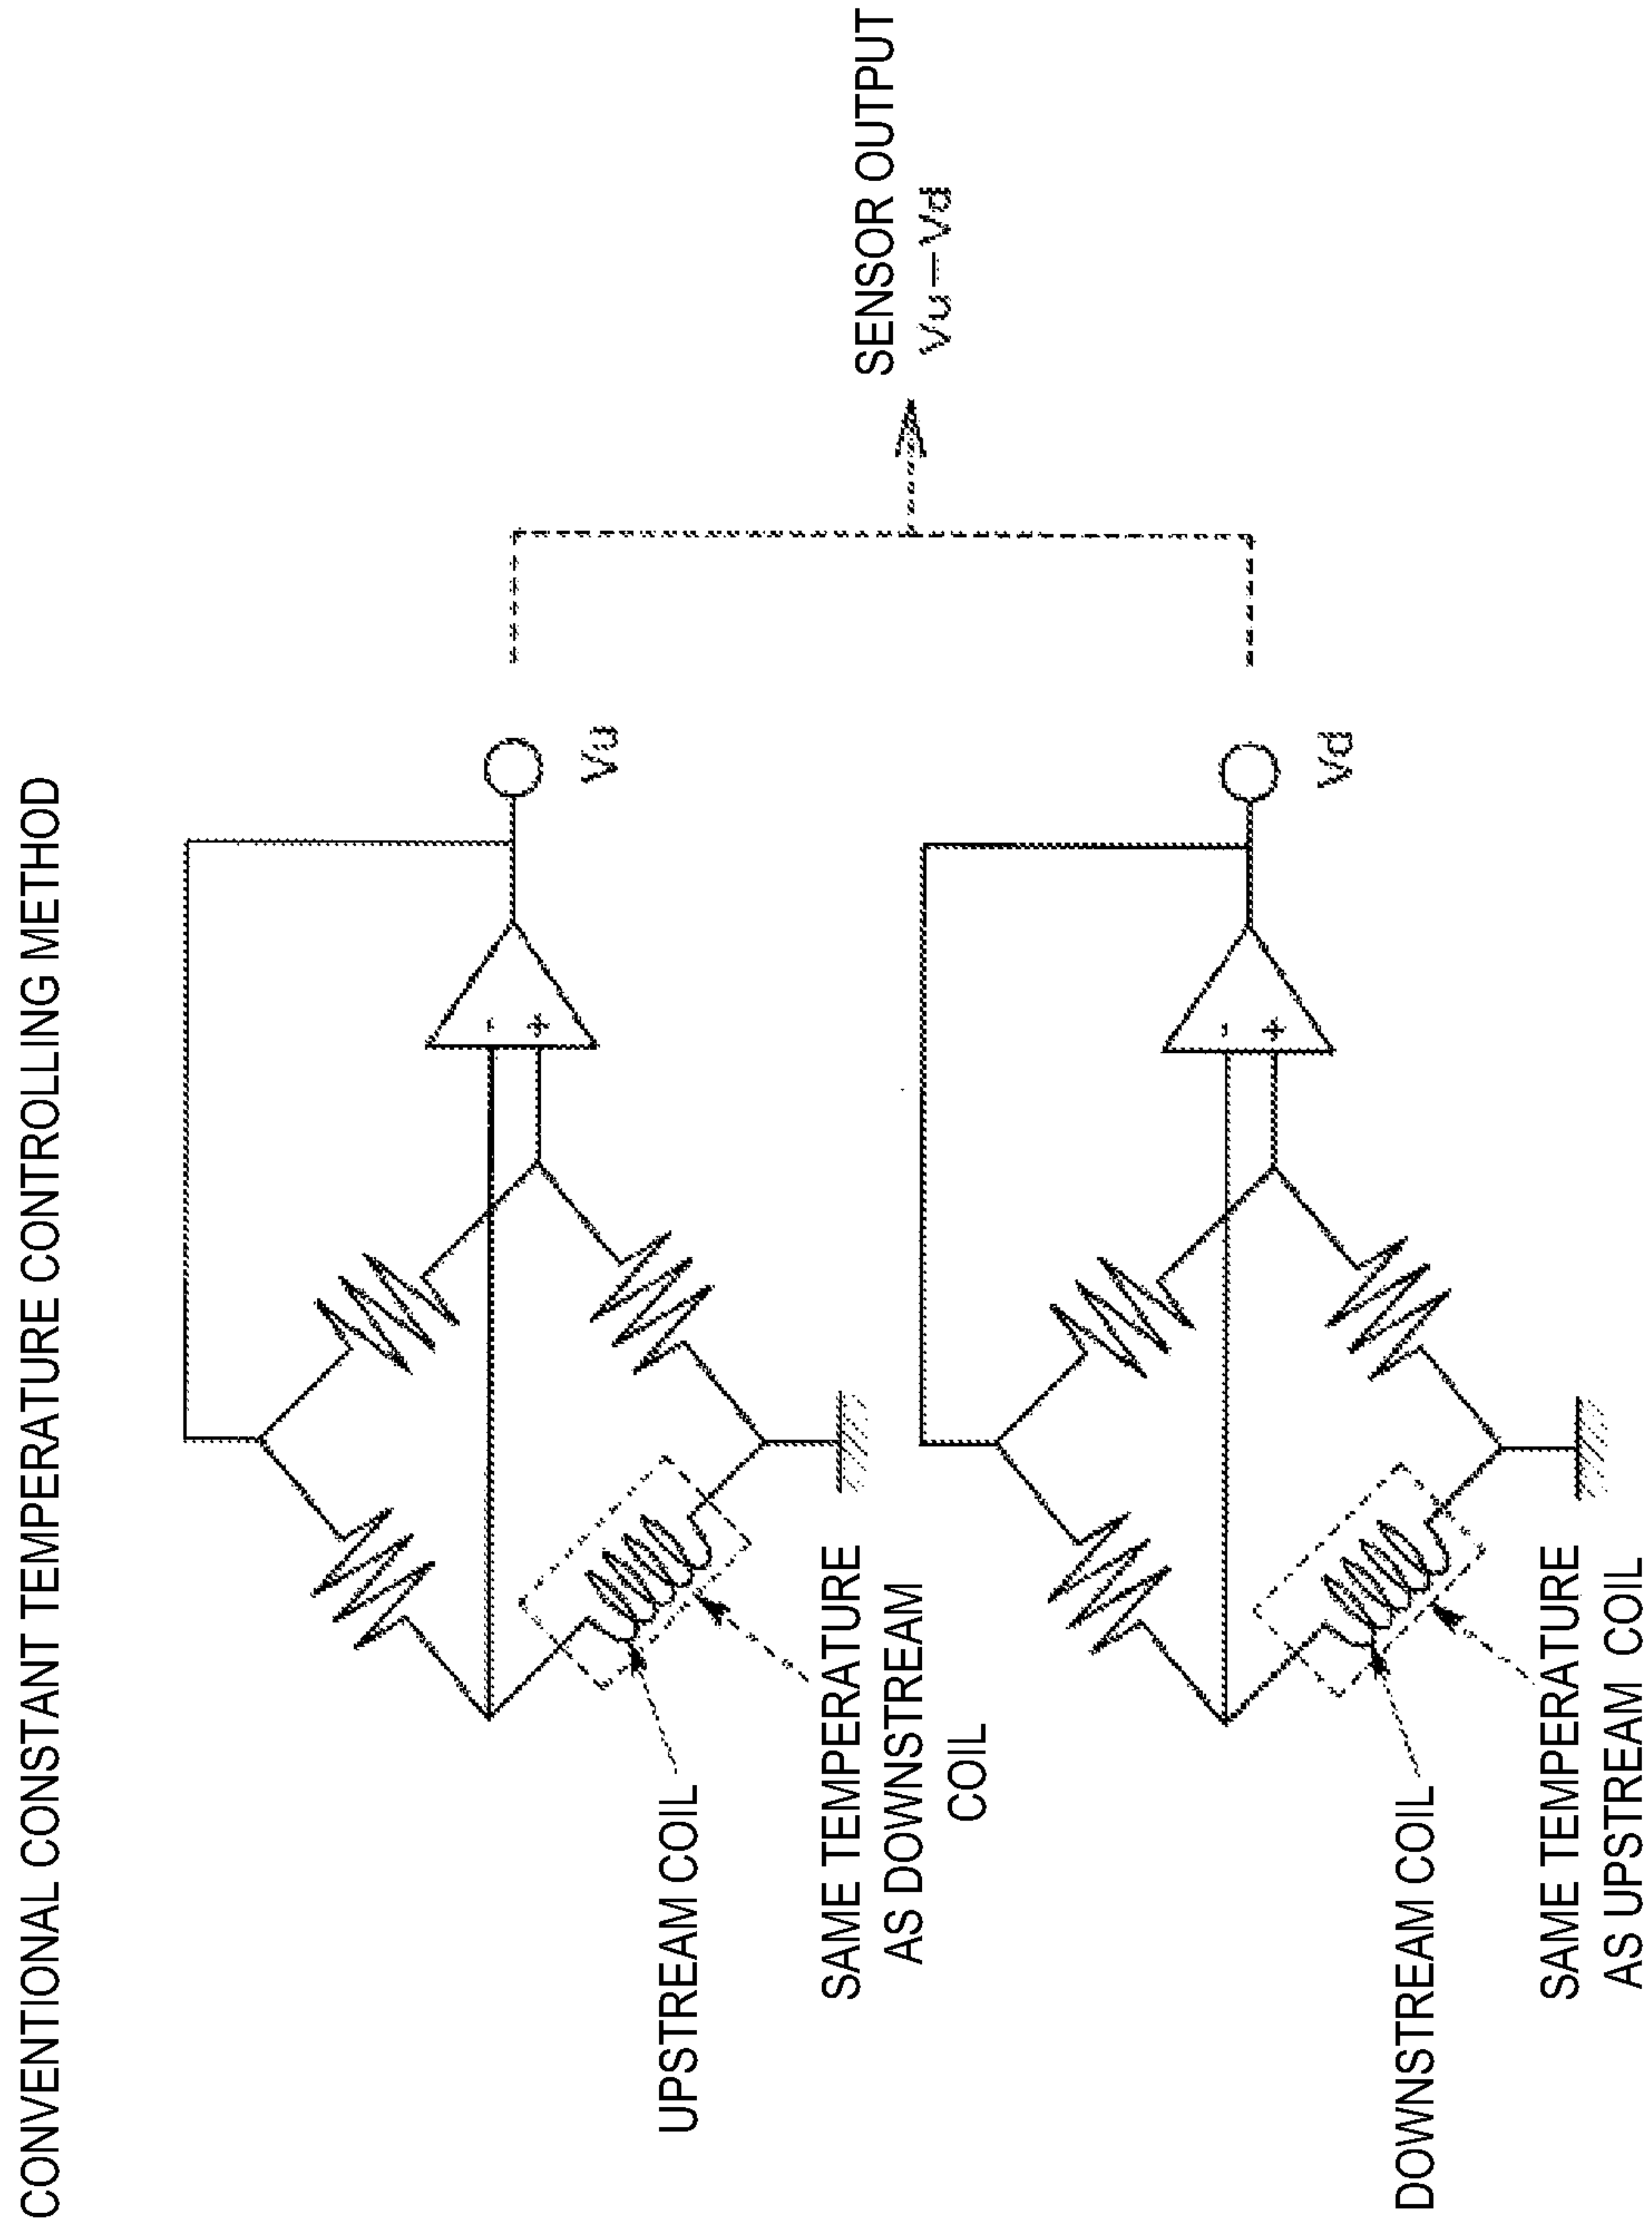 CONVENTIONAL CONSTANT TEMPERATURE CONTROLLING METHOD
-
+
Vu
UPSTREAM COIL
SAME TEMPERATURE
AS DOWNSTREAM
COIL
SENSOR OUTPUT
Vu-Vd
-
+
Vd
DOWNSTREAM COIL
SAME TEMPERATURE
AS UPSTREAM COIL